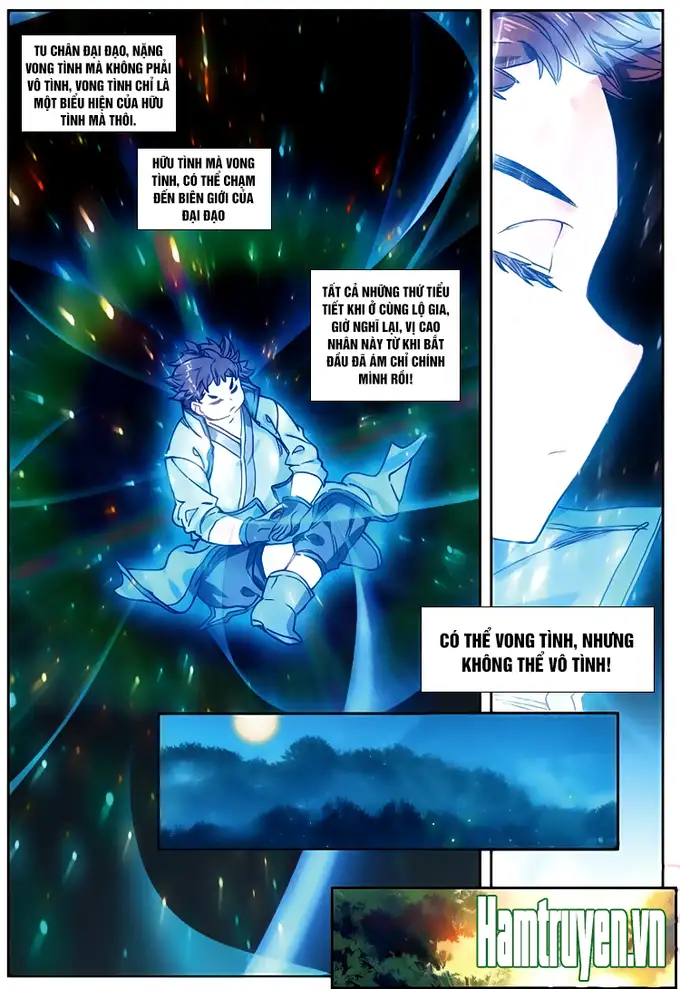 TU CHÂN ĐẠI ĐẠO, NẶNG
VONG TÌNH MÀ KHÔNG PHẢI
VÔ TÌNH, VONG TÌNH CHỈ LÀ
MỘT BIỂU HIỆN CỦA HỮU
TÌNH MÀ THÔI.
HỮU TÌNH MÀ VONG
TÌNH, CÓ THỂ CHẠM
ĐẾN BIÊN GIỚI CỦA
ĐẠI ĐẠO
TẤT CẢ NHỮNG THỨ TIỂU
TIẾT KHI Ở CÙNG LỘ GIA,
GIỜ NGHĨ LẠI, VỊ CAO
NHÂN NÀY TỪ KHI BẮT
ĐẦU ĐÃ ÁM CHỈ CHÍNH
MÌNH RỒI!
CÓ THỂ VONG TÌNH, NHƯNG
KHÔNG THỂ VÔ TÌNH!
Hamtruyen.vn